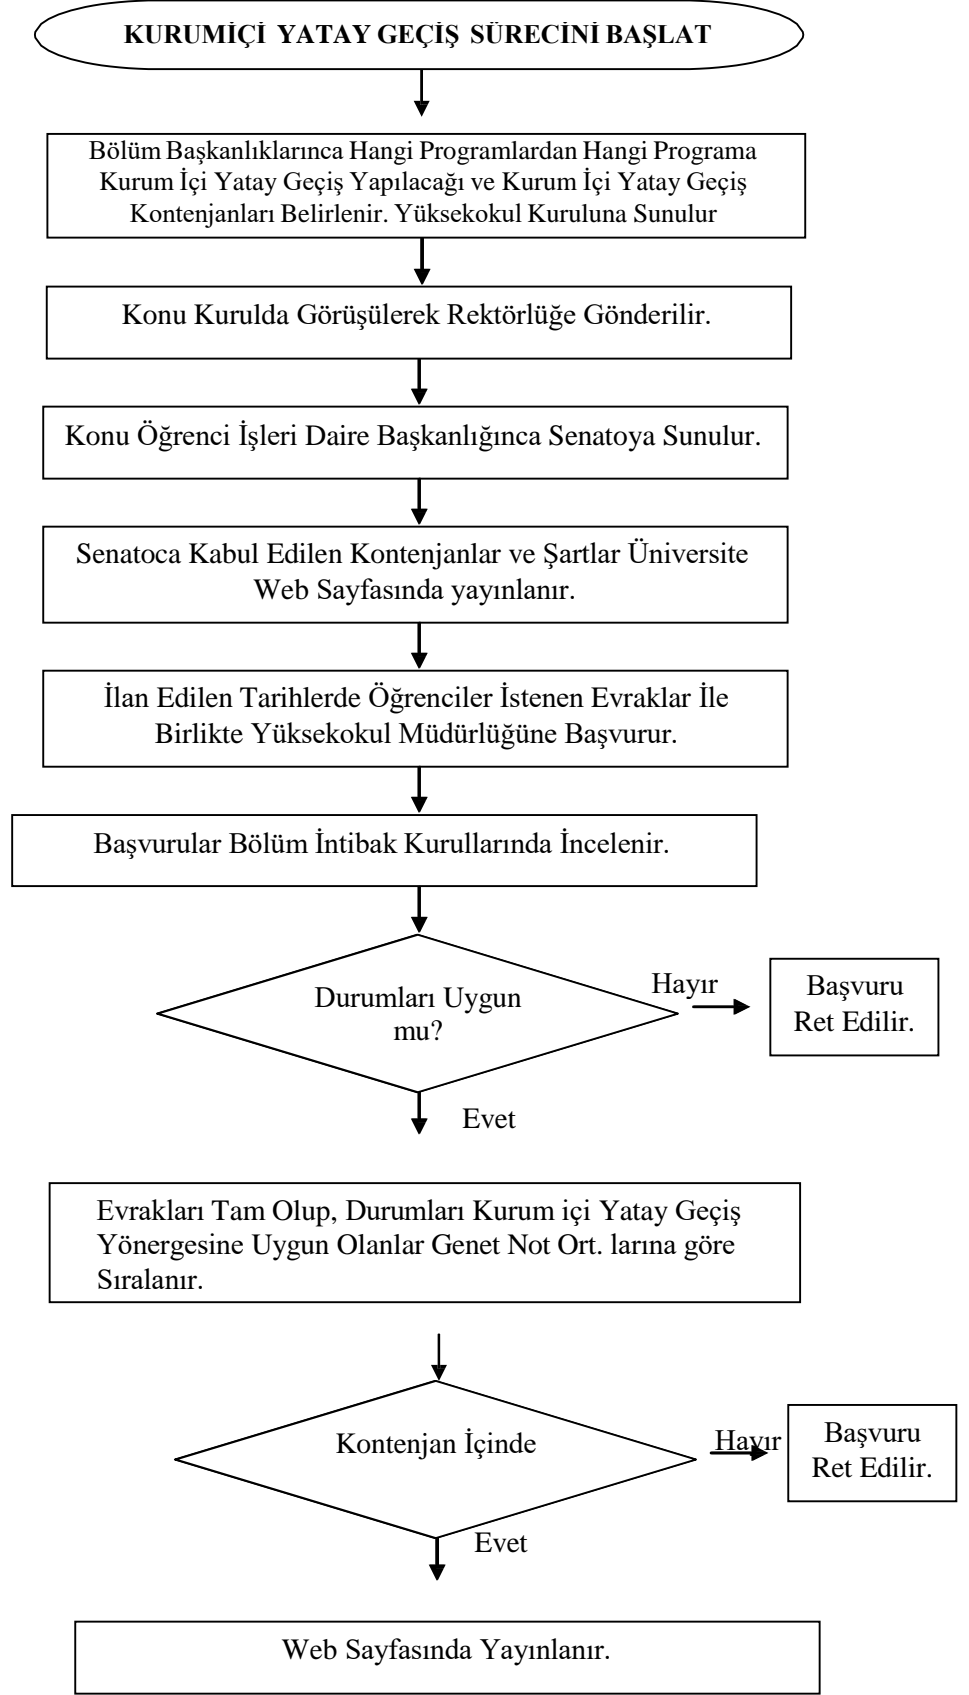 KURUMİÇİ YATAY GEÇİŞ SÜRECİNİ BAŞLAT
Bölüm Başkanlıklarınca Hangi Programlardan Hangi Programa
Kurum İçi Yatay Geçiş Yapılacağı ve Kurum İçi Yatay Geçiş
Kontenjanları Belirlenir. Yüksekokul Kuruluna Sunulur
Konu Kurulda Görüşülerek Rektörlüğe Gönderilir.
Konu Öğrenci İşleri Daire Başkanlığınca Senatoya Sunulur.
Senatoca Kabul Edilen Kontenjanlar ve Şartlar Üniversite
Web Sayfasında yayınlanır.
İlan Edilen Tarihlerde Öğrenciler İstenen Evraklar İle
Birlikte Yüksekokul Müdürlüğüne Başvurur.
Başvurular Bölüm İntibak Kurullarında İncelenir.
Durumları Uygun
mu?
Hayır
Başvuru
Ret Edilir.
Evet
Evrakları Tam Olup, Durumları Kurum içi Yatay Geçiş
Yönergesine Uygun Olanlar Genet Not Ort. larına göre
Sıralanır.
Kontenjan İçinde
Hayır
Başvuru
Ret Edilir.
Evet
Web Sayfasında Yayınlanır.